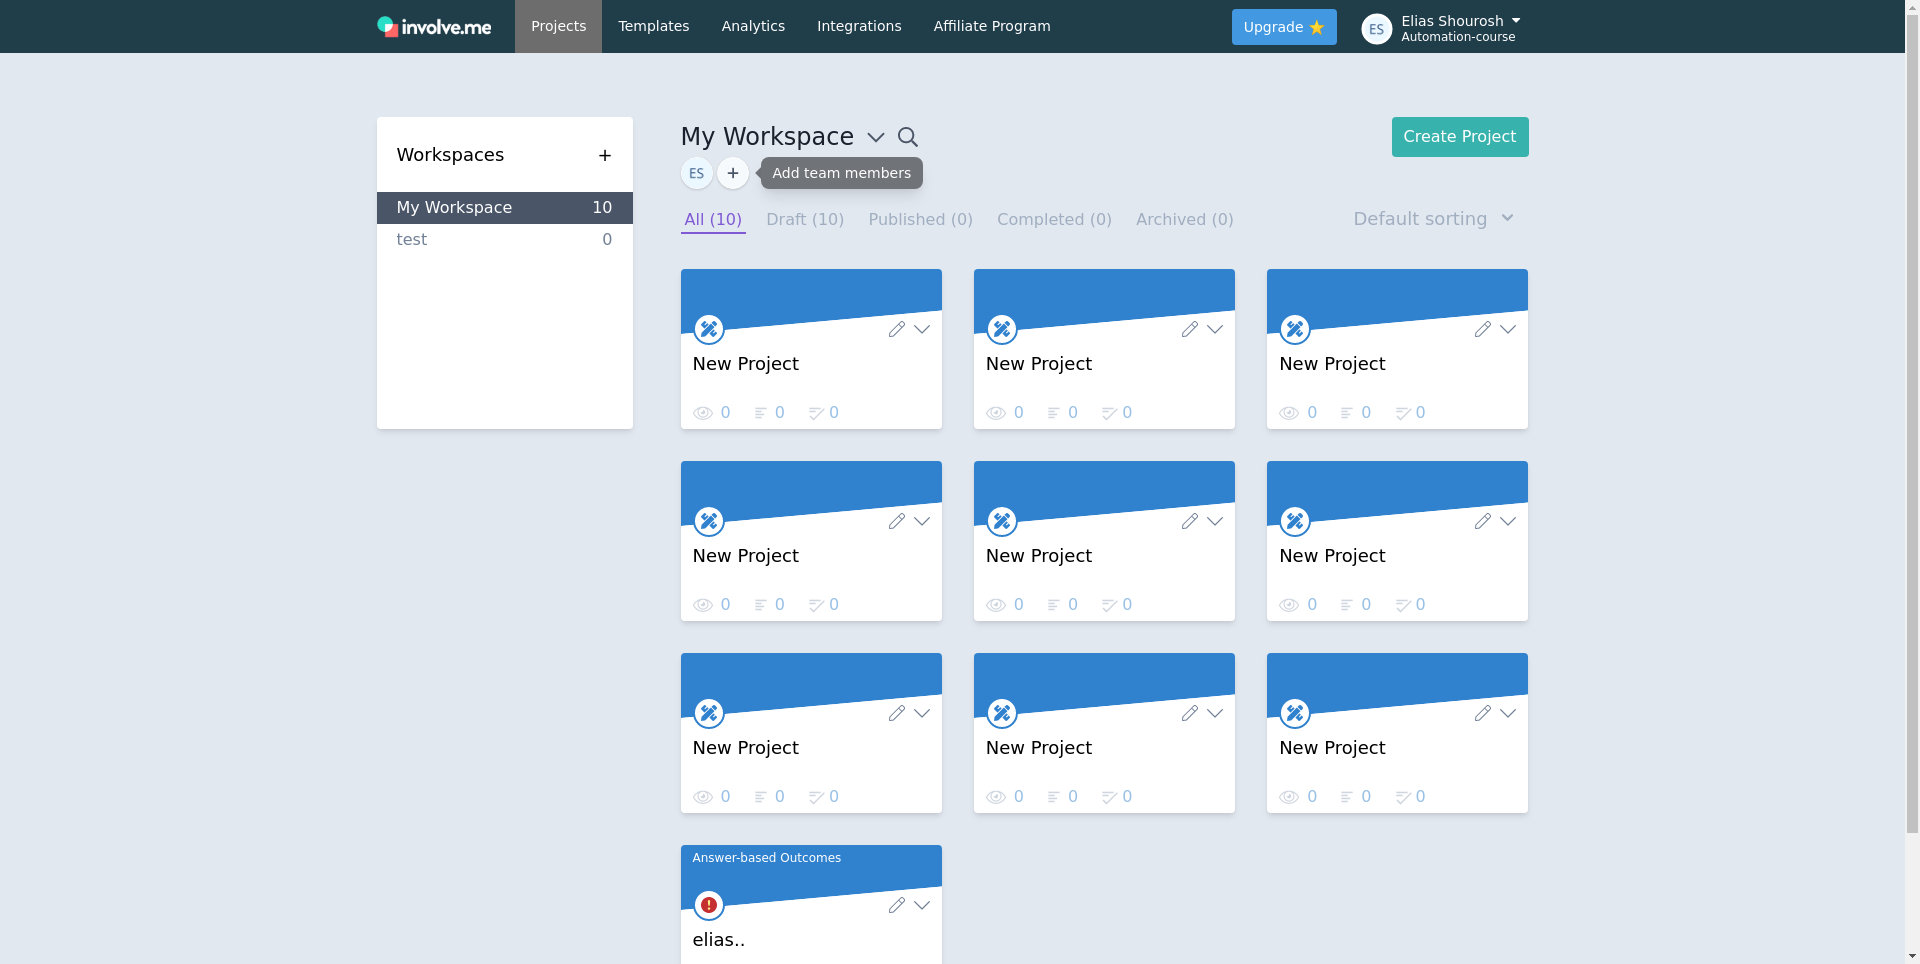 involve.me
Projects
Templates
Analytics
Integrations
Affiliate Program
Upgrade
ES
Elias Shourosh
Automation-course
Workspaces
+
My Workspace 10
test 0
My Workspace
Create Project
ES
+
Add team members
All (10)
Draft (10)
Published (0)
Completed (0)
Archived (0)
Default sorting
New Project
0 0 0
New Project
0 0 0
New Project
0 0 0
New Project
0 0 0
New Project
0 0 0
New Project
0 0 0
New Project
0 0 0
New Project
0 0 0
New Project
0 0 0
Answer-based Outcomes
elias..